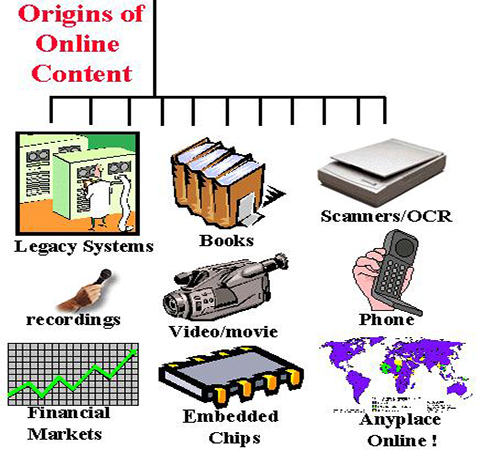 Origins of
Online
Content
Legacy Systems
Books
Scanners/OCR
recordings
Video/movie
Phone
Financial
Markets
Embedded
Chips
Anyplace
Online !